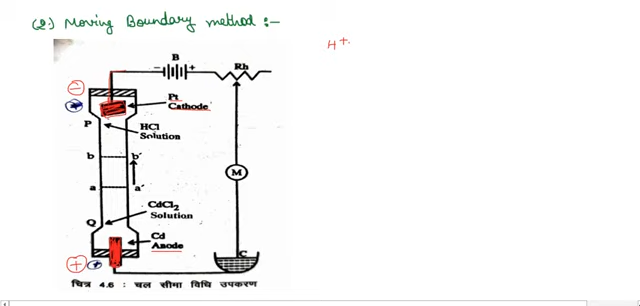 (2.) Moving Boundary method :-
H+
B
- +
Rh
Pt
Cathode
P
HCl
Solution
b b'
a a'
M
CdCl₂
Solution
Q
Cd
Anode
C
चित्र 4.6 : चल सीमा विधि उपकरण